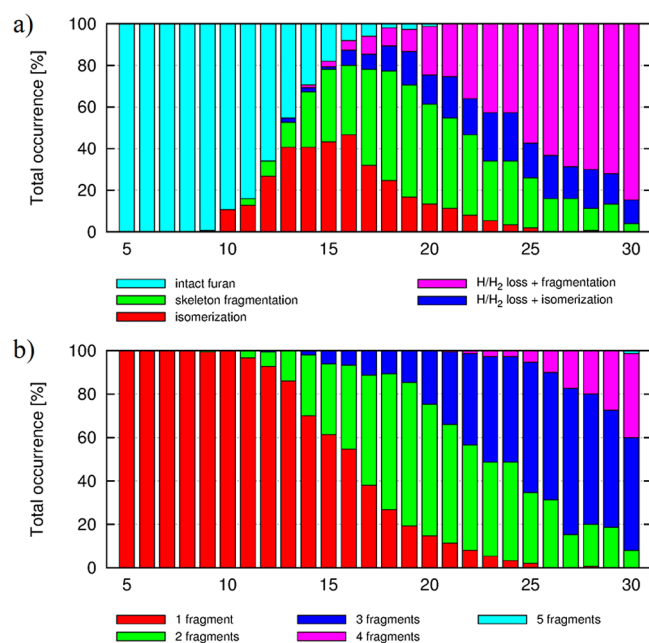 a)
Total occurrence [%]
100
80
60
40
20
0
5 10 15 20 25 30
intact furan
skeleton fragmentation
isomerization
H/H2 loss + fragmentation
H/H2 loss + isomerization
b)
Total occurrence [%]
100
80
60
40
20
0
5 10 15 20 25 30
1 fragment
2 fragments
3 fragments
4 fragments
5 fragments